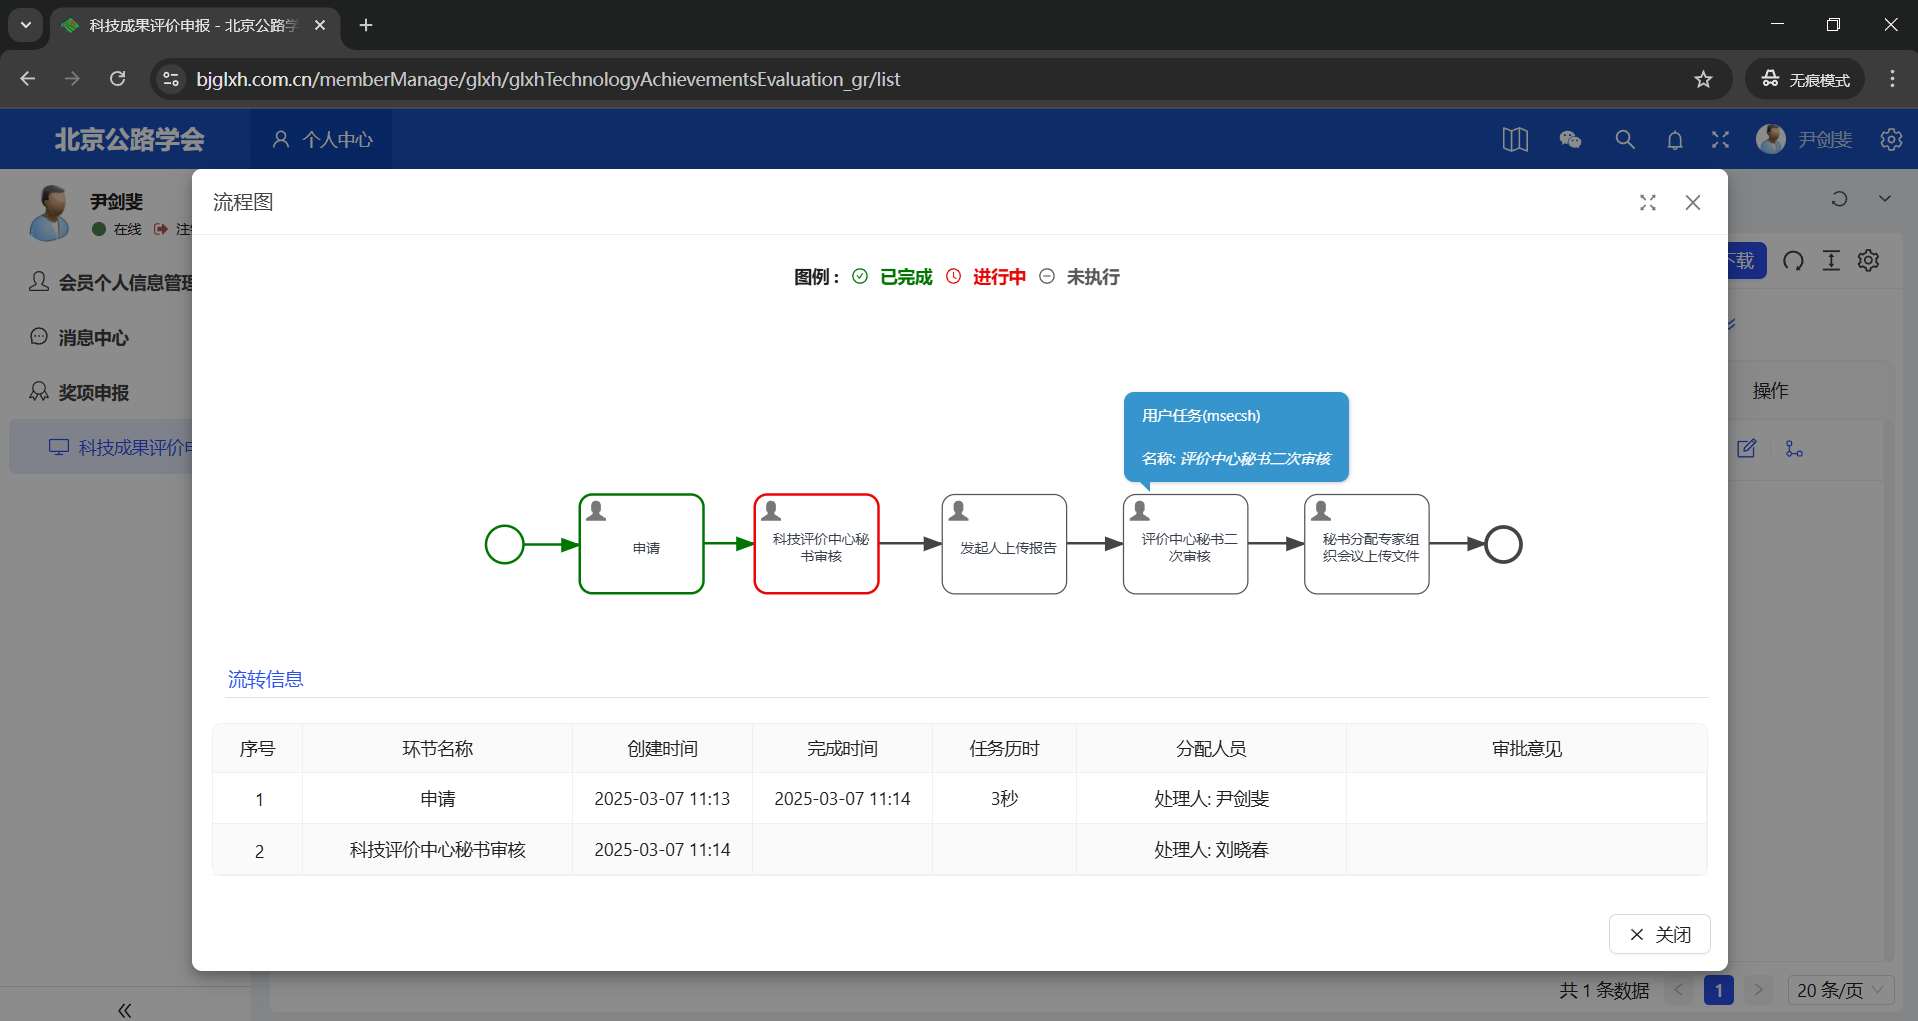 科技成果评价申报 - 北京公路学
bjglxh.com.cn/memberManage/glxh/glxhTechnologyAchievementsEvaluation_gr/list
无痕模式
北京公路学会
个人中心
尹剑斐
尹剑斐
在线
会员个人信息管理
消息中心
奖项申报
科技成果评价申
流程图
图例：
已完成
进行中
未执行
下载
操作
用户任务(msecsh)
名称: 评价中心秘书二次审核
申请
科技评价中心秘
书审核
发起人上传报告
评价中心秘书二
次审核
秘书分配专家组
织会议上传文件
流转信息
序号 环节名称 创建时间 完成时间 任务历时 分配人员 审批意见
1 申请 2025-03-07 11:13 2025-03-07 11:14 3秒 处理人: 尹剑斐
2 科技评价中心秘书审核 2025-03-07 11:14 处理人: 刘晓春
关闭
共 1 条数据
1
20 条/页